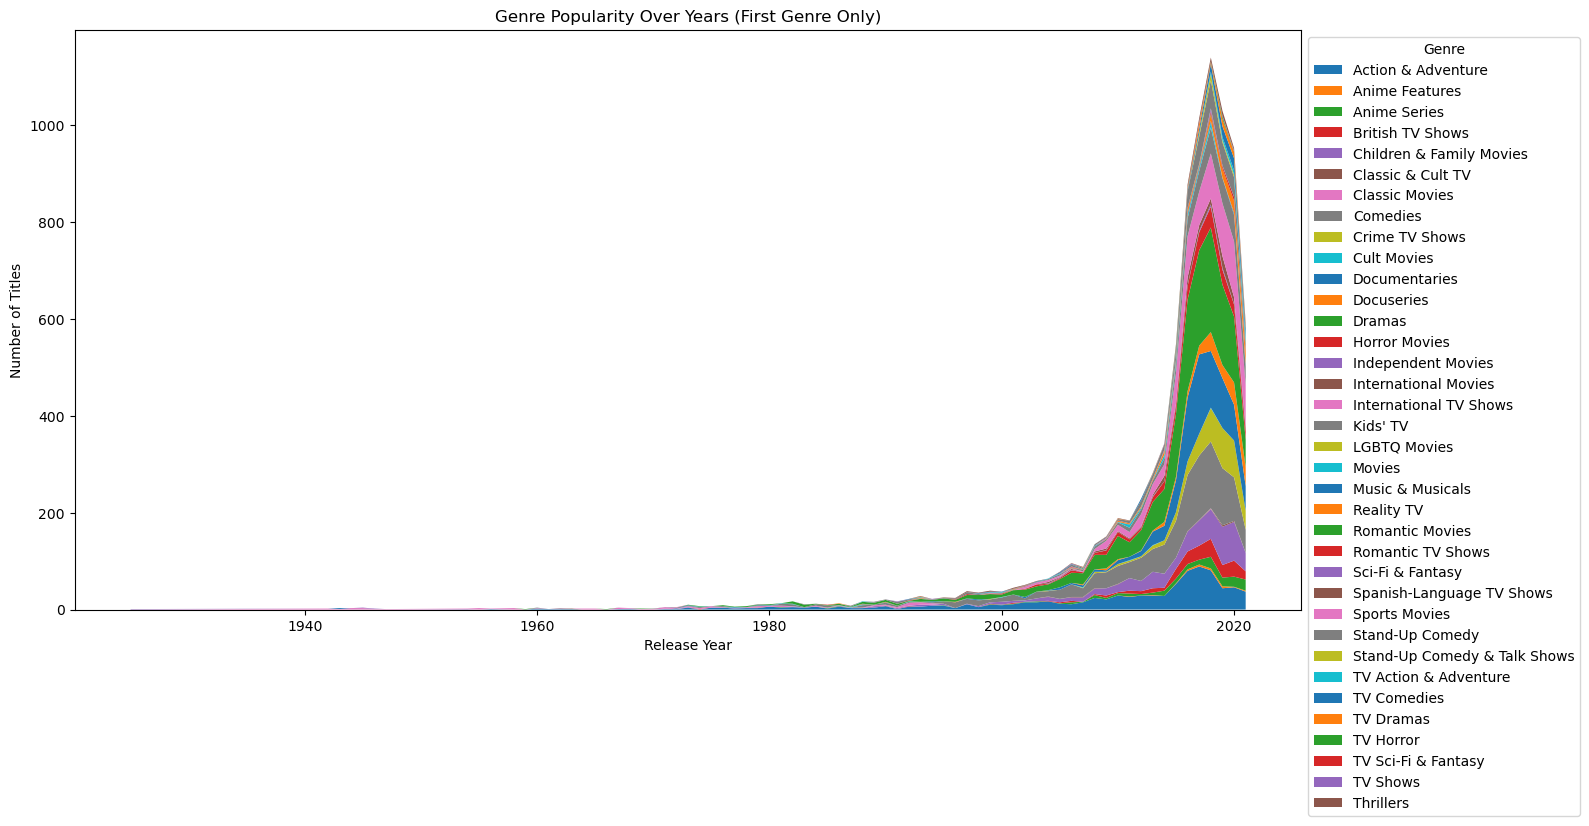 Genre Popularity Over Years (First Genre Only)
Number of Titles
1000
800
600
400
200
0
1940
1960
1980
2000
2020
Release Year
Genre
Action & Adventure
Anime Features
Anime Series
British TV Shows
Children & Family Movies
Classic & Cult TV
Classic Movies
Comedies
Crime TV Shows
Cult Movies
Documentaries
Docuseries
Dramas
Horror Movies
Independent Movies
International Movies
International TV Shows
Kids' TV
LGBTQ Movies
Movies
Music & Musicals
Reality TV
Romantic Movies
Romantic TV Shows
Sci-Fi & Fantasy
Spanish-Language TV Shows
Sports Movies
Stand-Up Comedy
Stand-Up Comedy & Talk Shows
TV Action & Adventure
TV Comedies
TV Dramas
TV Horror
TV Sci-Fi & Fantasy
TV Shows
Thrillers